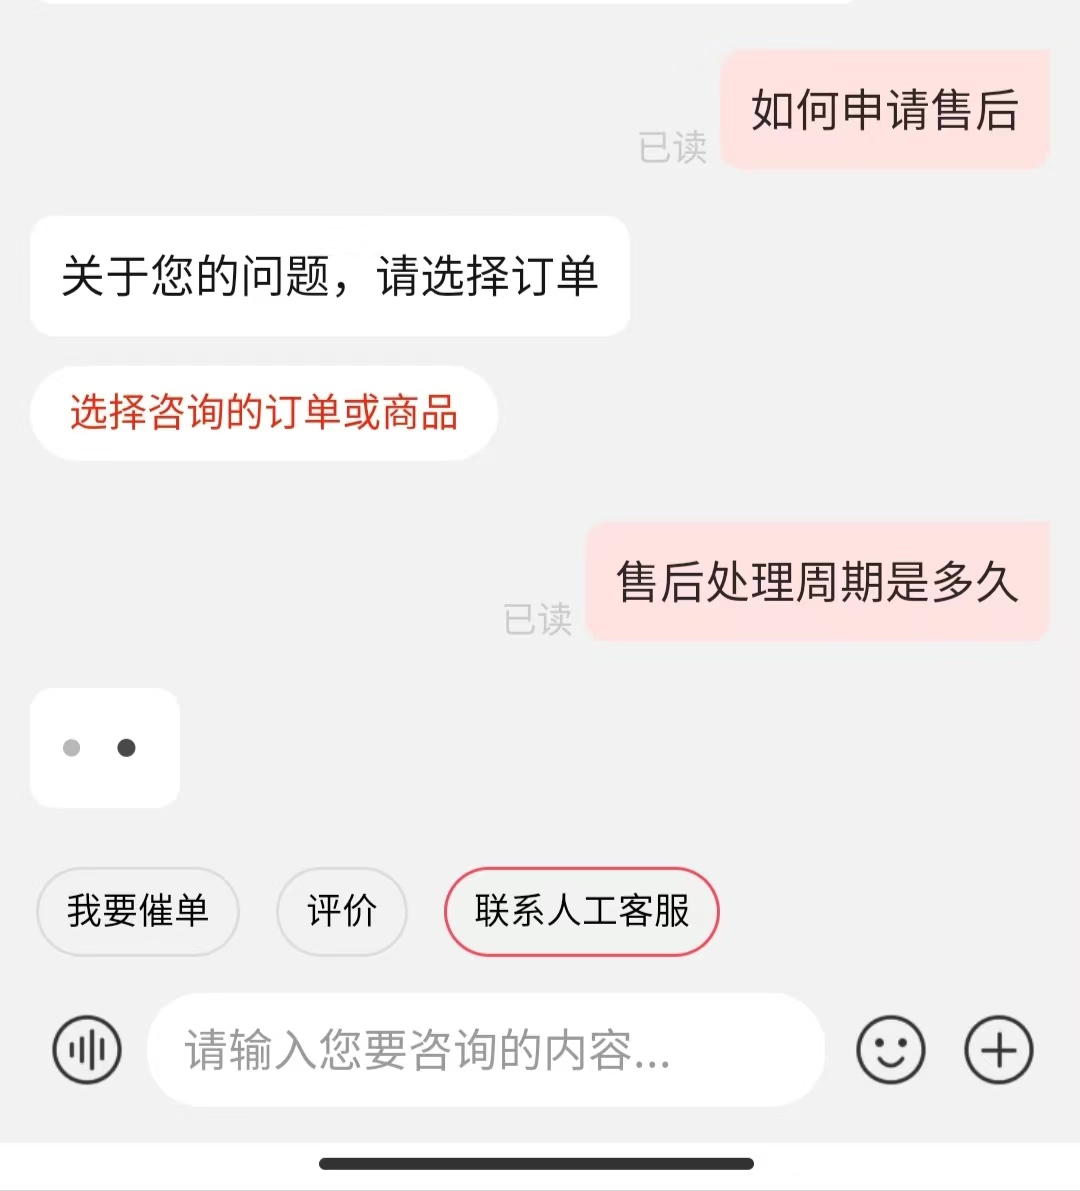 如何申请售后
已读
关于您的问题，请选择订单
选择咨询的订单或商品
售后处理周期是多久
已读
我要催单
评价
联系人工客服
请输入您要咨询的内容...